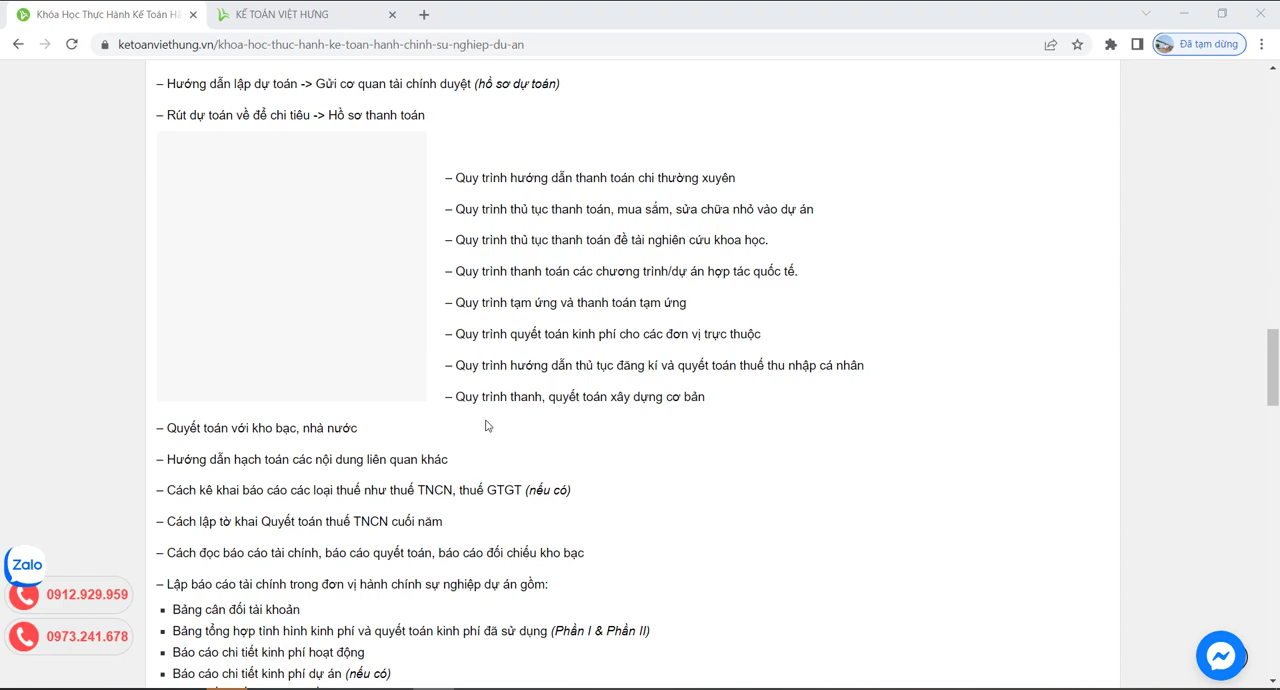 Khóa Học Thực Hành Kế Toán Hà
KẾ TOÁN VIỆT HƯNG
ketoanviethung.vn/khoa-hoc-thuc-hanh-ke-toan-hanh-chinh-su-nghiep-du-an
Đã tạm dừng
– Hướng dẫn lập dự toán -> Gửi cơ quan tài chính duyệt (hồ sơ dự toán)
– Rút dự toán về để chi tiêu -> Hồ sơ thanh toán
– Quy trình hướng dẫn thanh toán chi thường xuyên
– Quy trình thủ tục thanh toán, mua sắm, sửa chữa nhỏ vào dự án
– Quy trình thủ tục thanh toán đề tài nghiên cứu khoa học.
– Quy trình thanh toán các chương trình/dự án hợp tác quốc tế.
– Quy trình tạm ứng và thanh toán tạm ứng
– Quy trình quyết toán kinh phí cho các đơn vị trực thuộc
– Quy trình hướng dẫn thủ tục đăng kí và quyết toán thuế thu nhập cá nhân
– Quy trình thanh, quyết toán xây dựng cơ bản
– Quyết toán với kho bạc, nhà nước
– Hướng dẫn hạch toán các nội dung liên quan khác
– Cách kê khai báo cáo các loại thuế như thuế TNCN, thuế GTGT (nếu có)
– Cách lập tờ khai Quyết toán thuế TNCN cuối năm
– Cách đọc báo cáo tài chính, báo cáo quyết toán, báo cáo đối chiếu kho bạc
– Lập báo cáo tài chính trong đơn vị hành chính sự nghiệp dự án gồm:
▪ Bảng cân đối tài khoản
▪ Bảng tổng hợp tình hình kinh phí và quyết toán kinh phí đã sử dụng (Phần I & Phần II)
▪ Báo cáo chi tiết kinh phí hoạt động
▪ Báo cáo chi tiết kinh phí dự án (nếu có)
Zalo
0912.929.959
0973.241.678